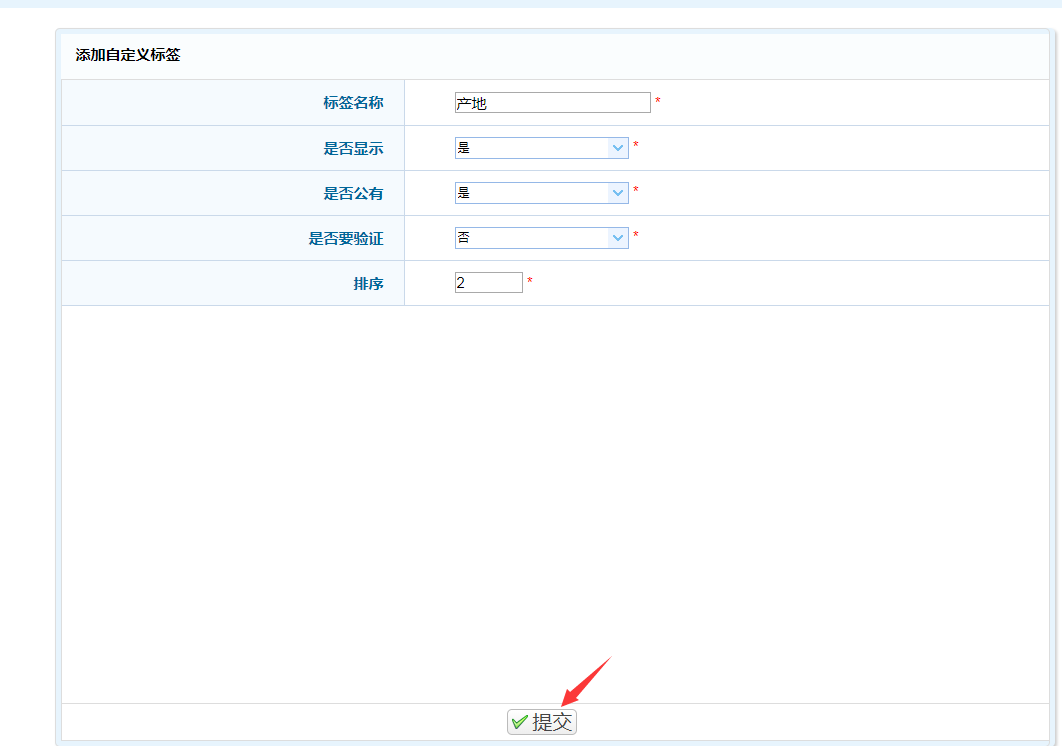 添加自定义标签
标签名称 产地 *
是否显示 是 *
是否公有 是 *
是否要验证 否 *
排序 2 *
提交